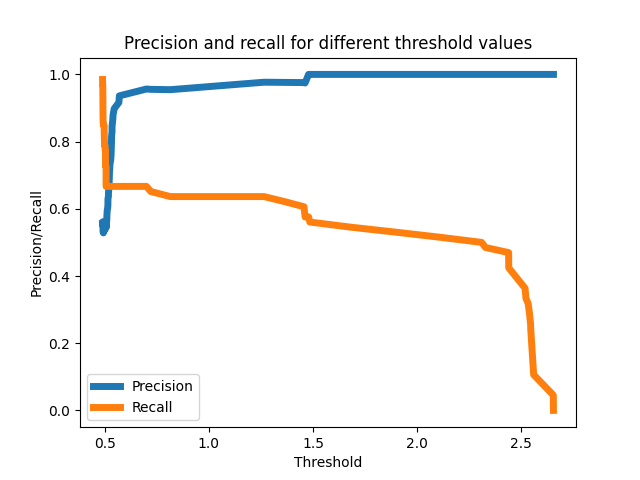 Precision and recall for different threshold values
1.0
0.8
0.6
0.4
0.2
0.0
Precision/Recall
Precision
Recall
0.5 1.0 1.5 2.0 2.5
Threshold